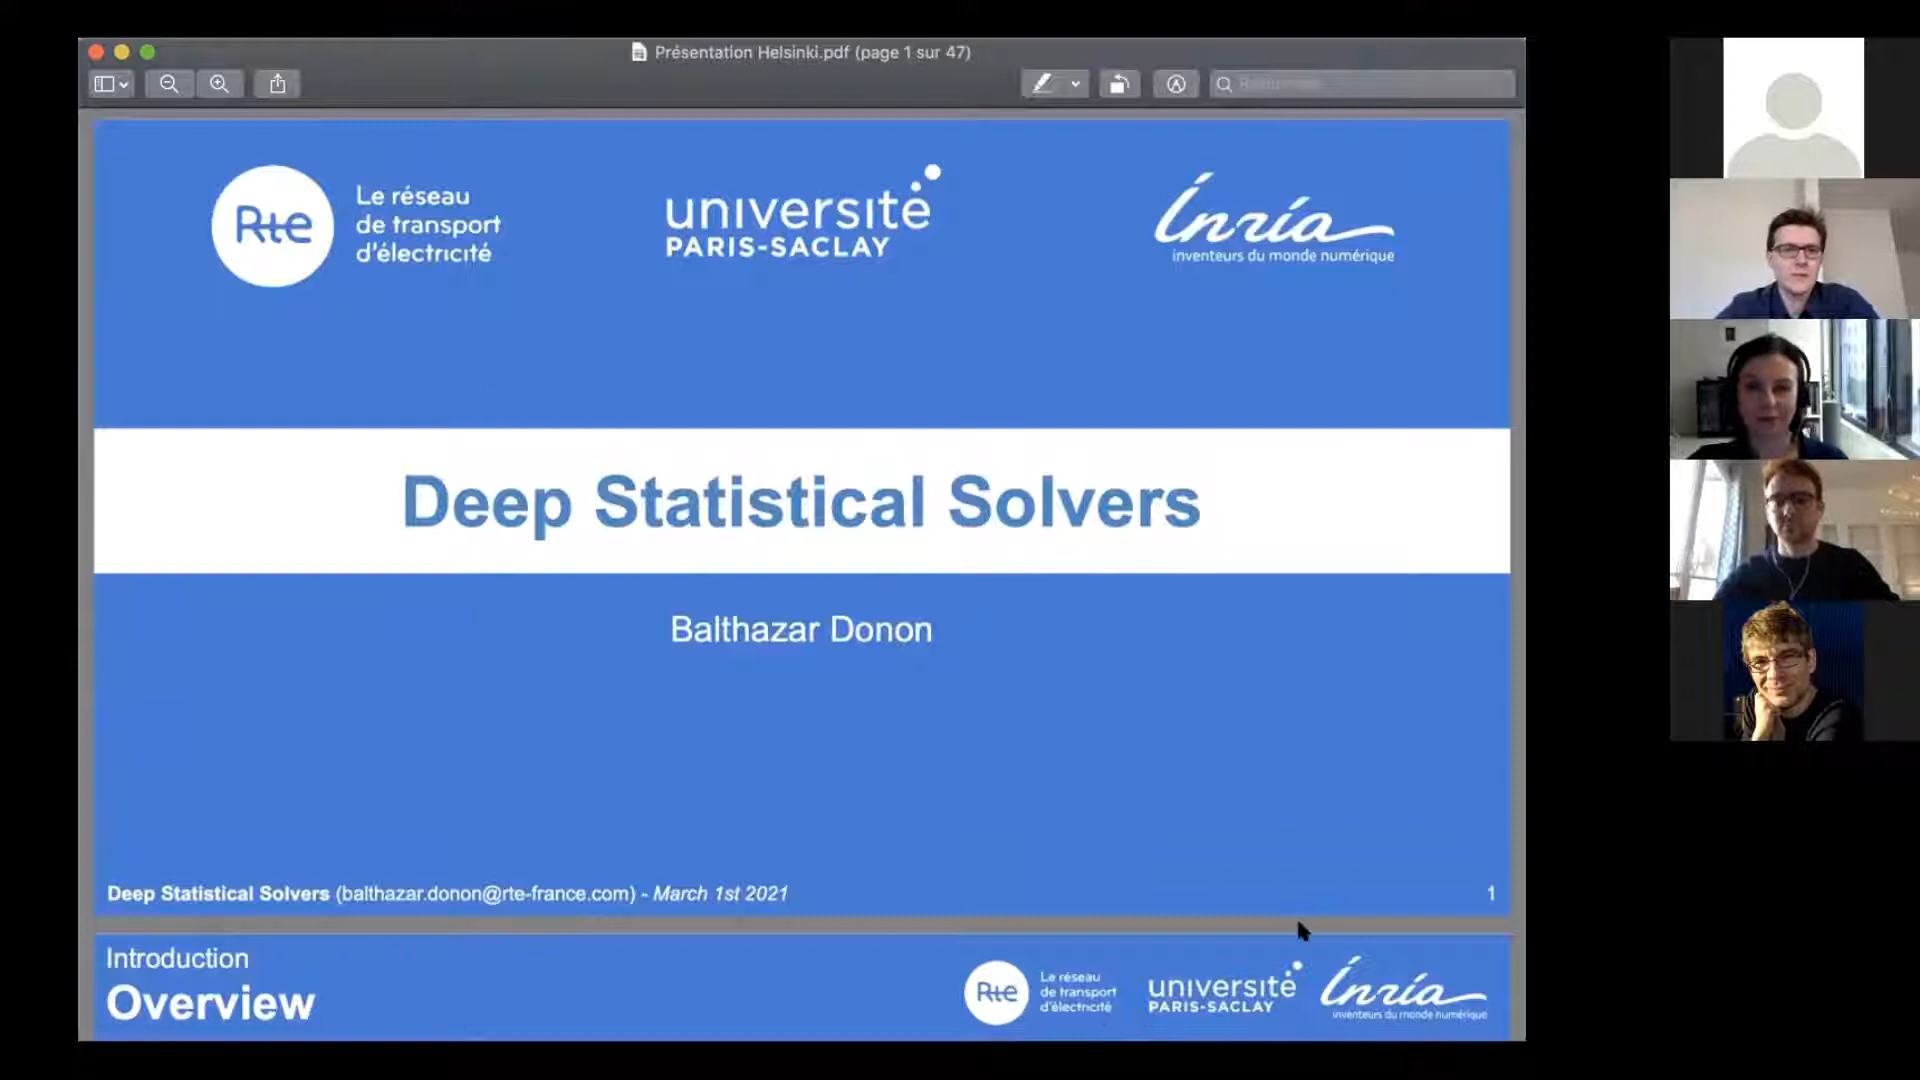 Présentation Helsinki.pdf (page 1 sur 47)
Rte
Le réseau
de transport
d'électricité
université
PARIS-SACLAY
Inria
inventeurs du monde numérique
Deep Statistical Solvers
Balthazar Donon
Deep Statistical Solvers (balthazar.donon@rte-france.com) - March 1st 2021
1
Introduction
Overview
Rte
Le réseau
de transport
d'électricité
université
PARIS-SACLAY
Inria
inventeurs du monde numérique